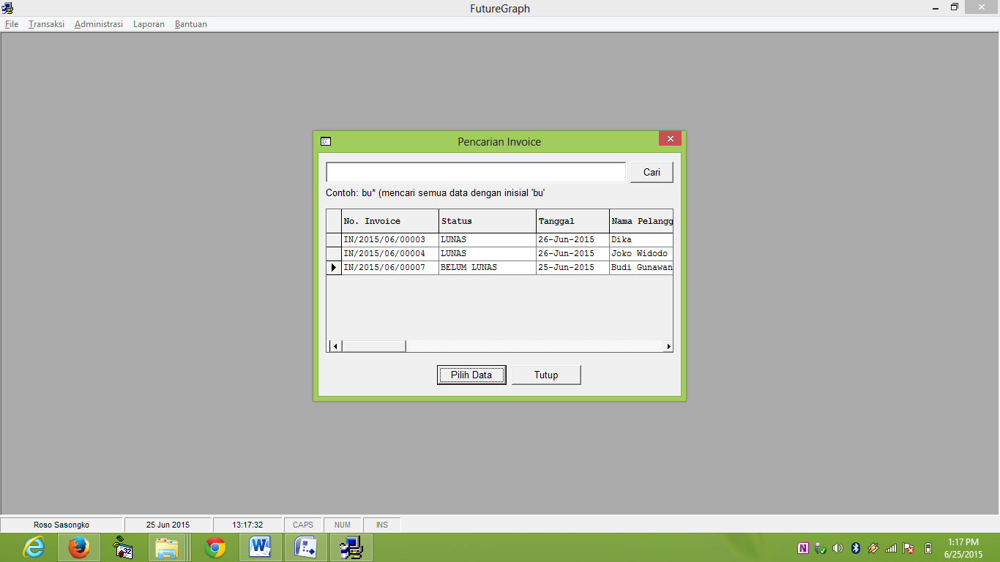 FutureGraph
File Transaksi Administrasi Laporan Bantuan
Pencarian Invoice
Cari
Contoh: bu* (mencari semua data dengan inisial 'bu'
No. Invoice Status Tanggal Nama Pelangg
IN/2015/06/00003 LUNAS 26-Jun-2015 Dika
IN/2015/06/00004 LUNAS 26-Jun-2015 Joko Widodo
IN/2015/06/00007 BELUM LUNAS 25-Jun-2015 Budi Gunawan
Pilih Data Tutup
Roso Sasongko 25 Jun 2015 13:17:32 CAPS NUM INS
32
N
1:17 PM
6/25/2015